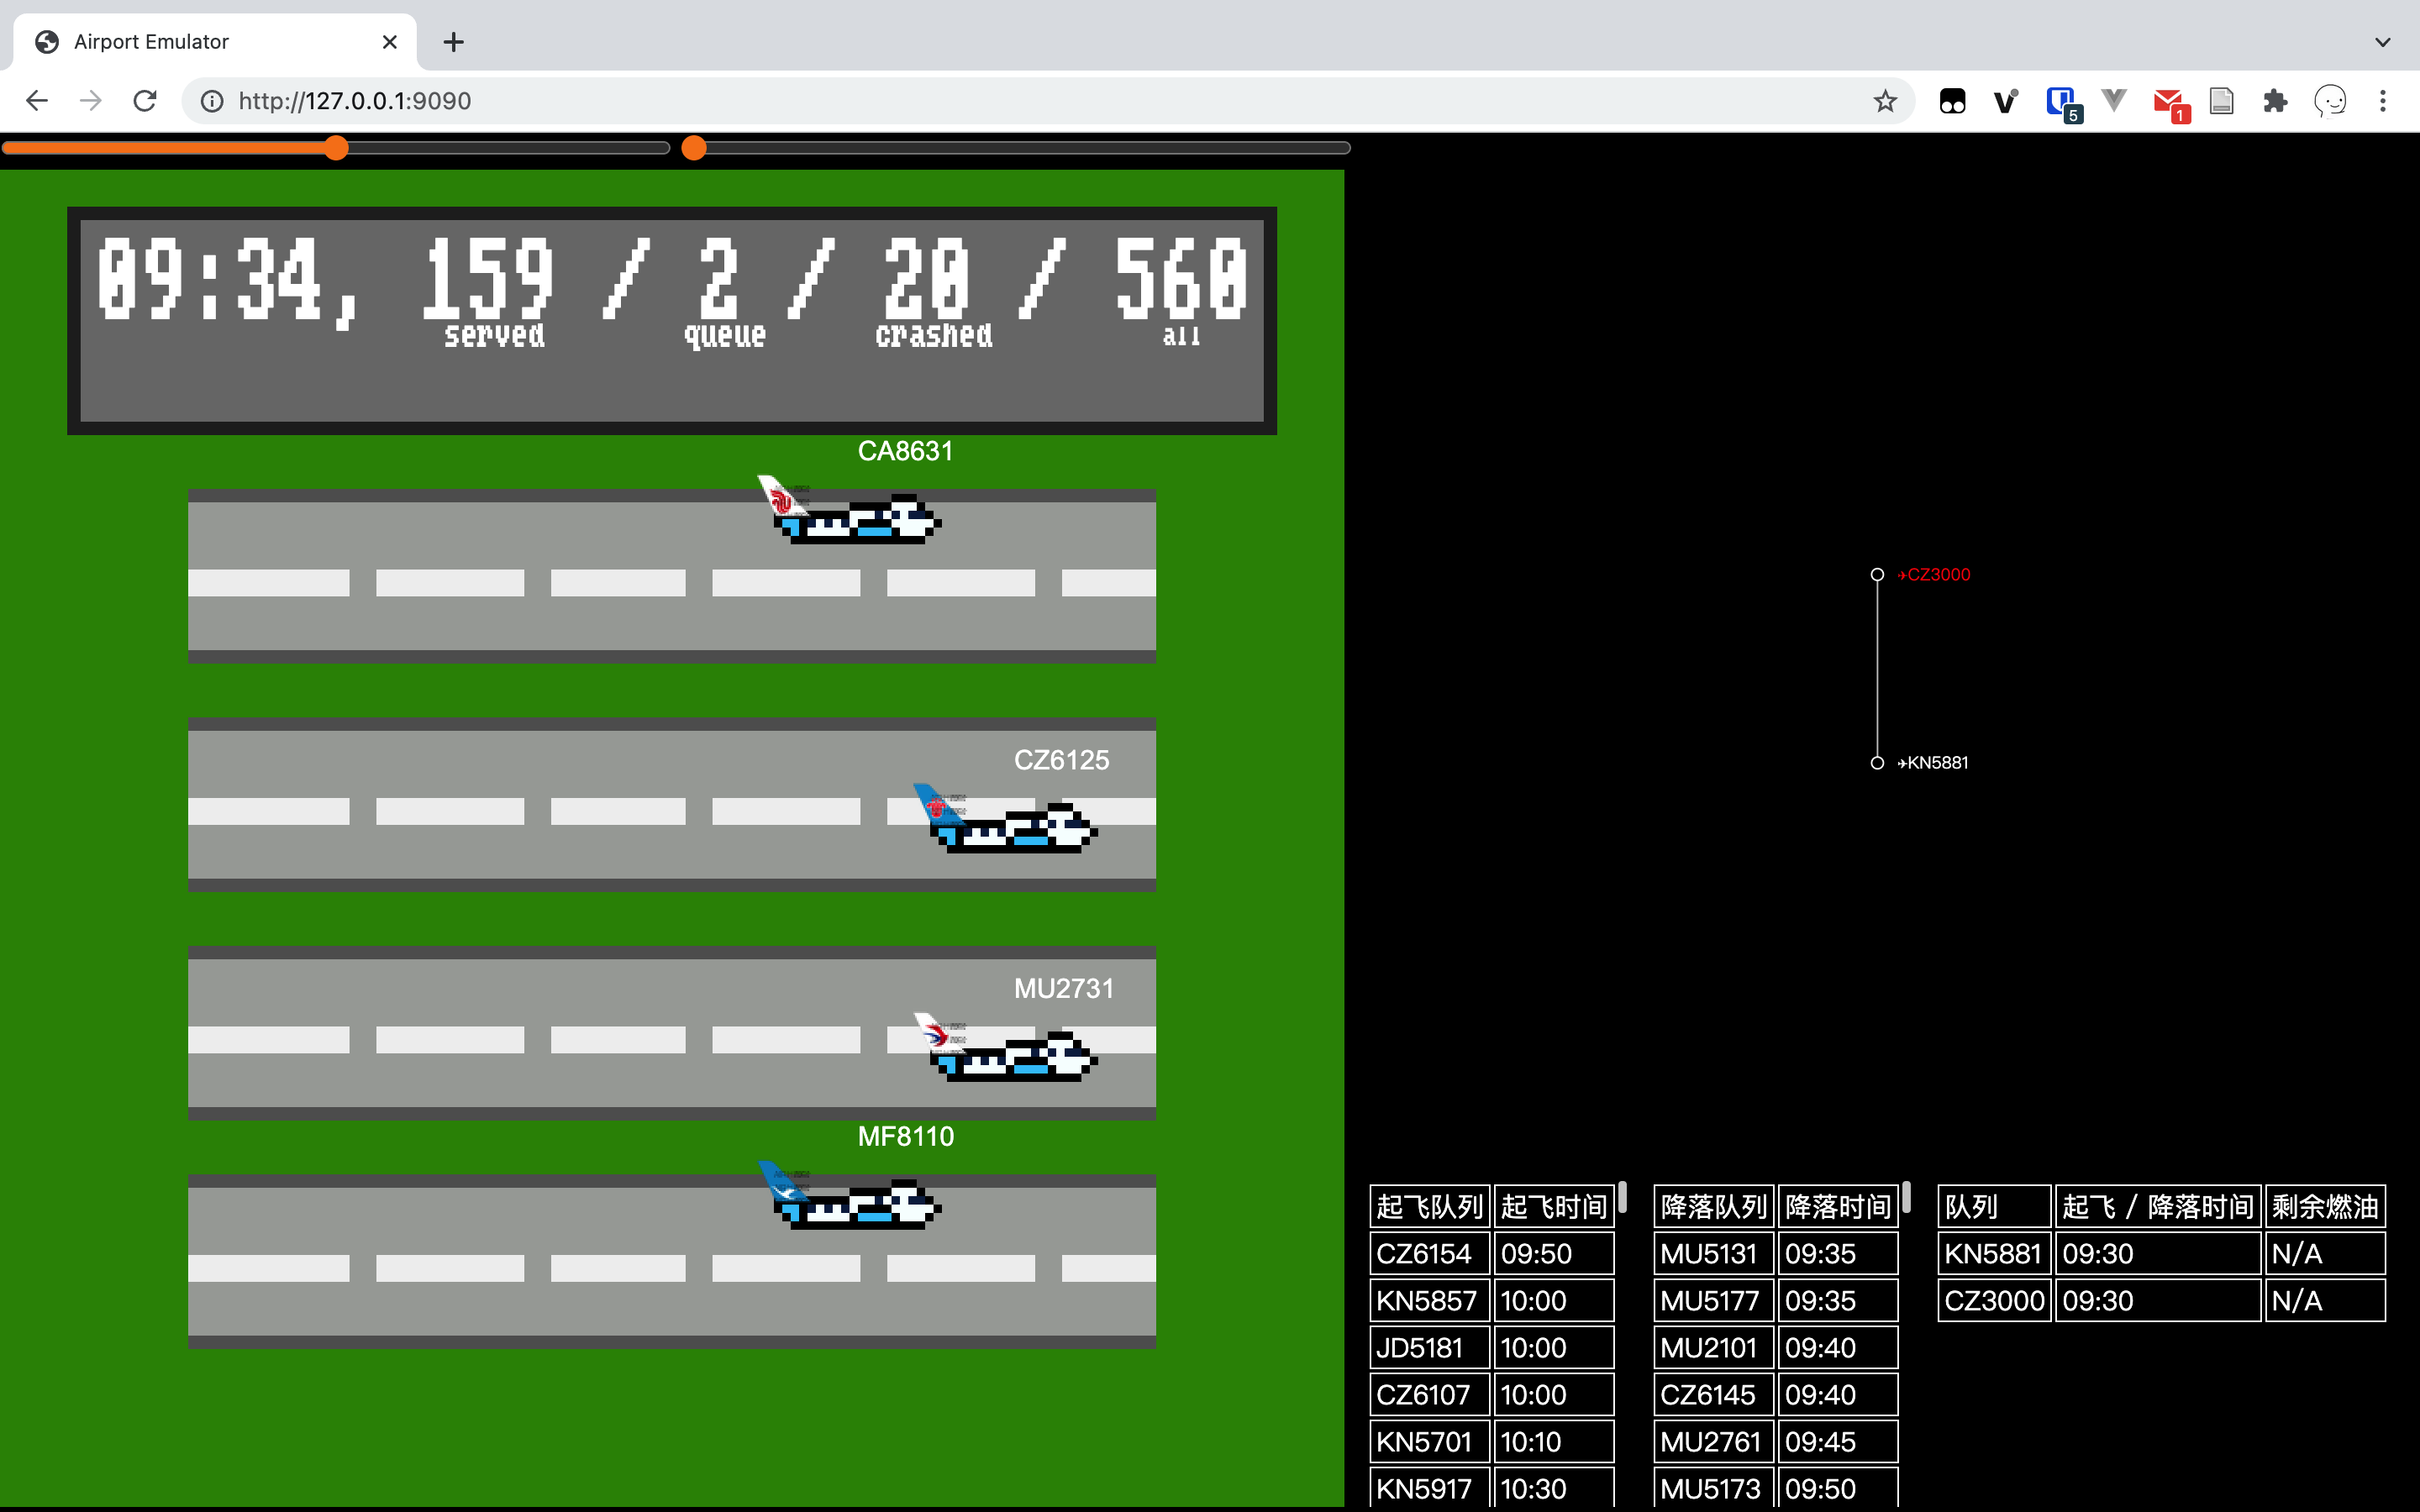 Airport Emulator
http://127.0.0.1:9090
5
1
09:34, 159 / 2 / 20 / 560
served queue crashed all
CA8631
CZ6125
MU2731
MF8110
CZ3000
KN5881
起飞队列 起飞时间
CZ6154 09:50
KN5857 10:00
JD5181 10:00
CZ6107 10:00
KN5701 10:10
KN5917 10:30
降落队列 降落时间
MU5131 09:35
MU5177 09:35
MU2101 09:40
CZ6145 09:40
MU2761 09:45
MU5173 09:50
队列 起飞 / 降落时间 剩余燃油
KN5881 09:30 N/A
CZ3000 09:30 N/A